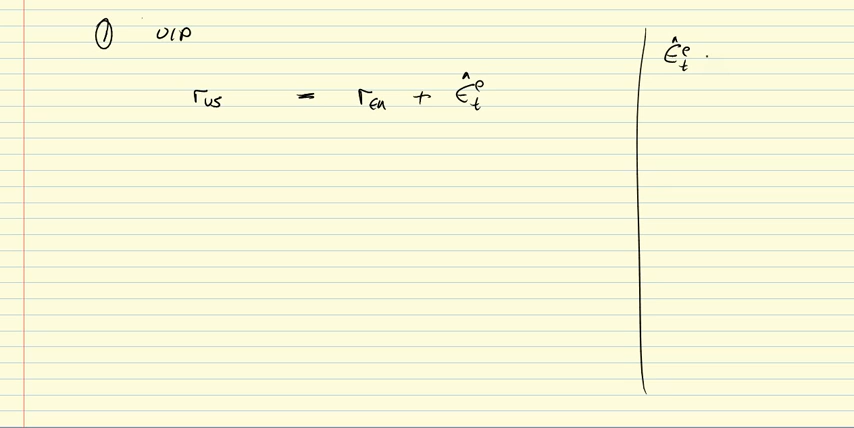 ① UIP
r_US = r_EU + Ê^e_t
Ê^e_t